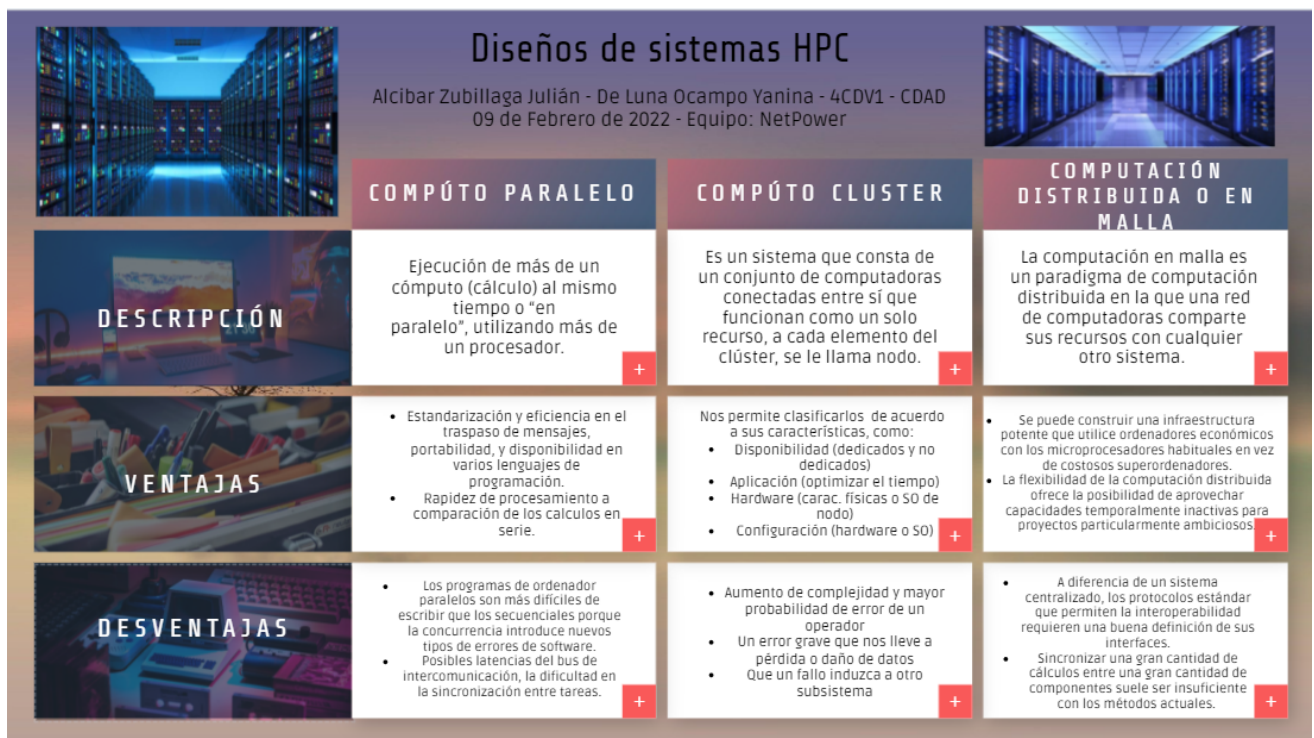 Diseños de sistemas HPC
Alcibar Zubillaga Julián - De Luna Ocampo Yanina - 4CDV1 - CDAD
09 de Febrero de 2022 - Equipo: NetPower
COMPÚTO PARALELO
COMPÚTO CLUSTER
COMPUTACIÓN
DISTRIBUIDA O EN
MALLA
DESCRIPCIÓN
Ejecución de más de un
cómputo (cálculo) al mismo
tiempo o “en
paralelo”, utilizando más de
un procesador.
+
Es un sistema que consta de
un conjunto de computadoras
conectadas entre sí que
funcionan como un solo
recurso, a cada elemento del
clúster, se le llama nodo.
+
La computación en malla es
un paradigma de computación
distribuida en la que una red
de computadoras comparte
sus recursos con cualquier
otro sistema.
+
VENTAJAS
• Estandarización y eficiencia en el
traspaso de mensajes,
portabilidad, y disponibilidad en
varios lenguajes de
programación.
• Rapidez de procesamiento a
comparación de los calculos en
serie.
+
Nos permite clasificarlos de acuerdo
a sus características, como:
• Disponibilidad (dedicados y no
dedicados)
• Aplicación (optimizar el tiempo)
• Hardware (carac. físicas o SO de
nodo)
• Configuración (hardware o SO)
+
• Se puede construir una infraestructura
potente que utilice ordenadores económicos
con los microprocesadores habituales en vez
de costosos superordenadores.
• La flexibilidad de la computación distribuida
ofrece la posibilidad de aprovechar
capacidades temporalmente inactivas para
proyectos particularmente ambiciosos.
+
DESVENTAJAS
• Los programas de ordenador
paralelos son más difíciles de
escribir que los secuenciales porque
la concurrencia introduce nuevos
tipos de errores de software.
• Posibles latencias del bus de
intercomunicación, la dificultad en
la sincronización entre tareas.
+
• Aumento de complejidad y mayor
probabilidad de error de un
operador
• Un error grave que nos lleve a
pérdida o daño de datos
• Que un fallo induzca a otro
subsistema
+
• A diferencia de un sistema
centralizado, los protocolos estándar
que permiten la interoperabilidad
requieren una buena definición de sus
interfaces.
• Sincronizar una gran cantidad de
cálculos entre una gran cantidad de
componentes suele ser insuficiente
con los métodos actuales.
+